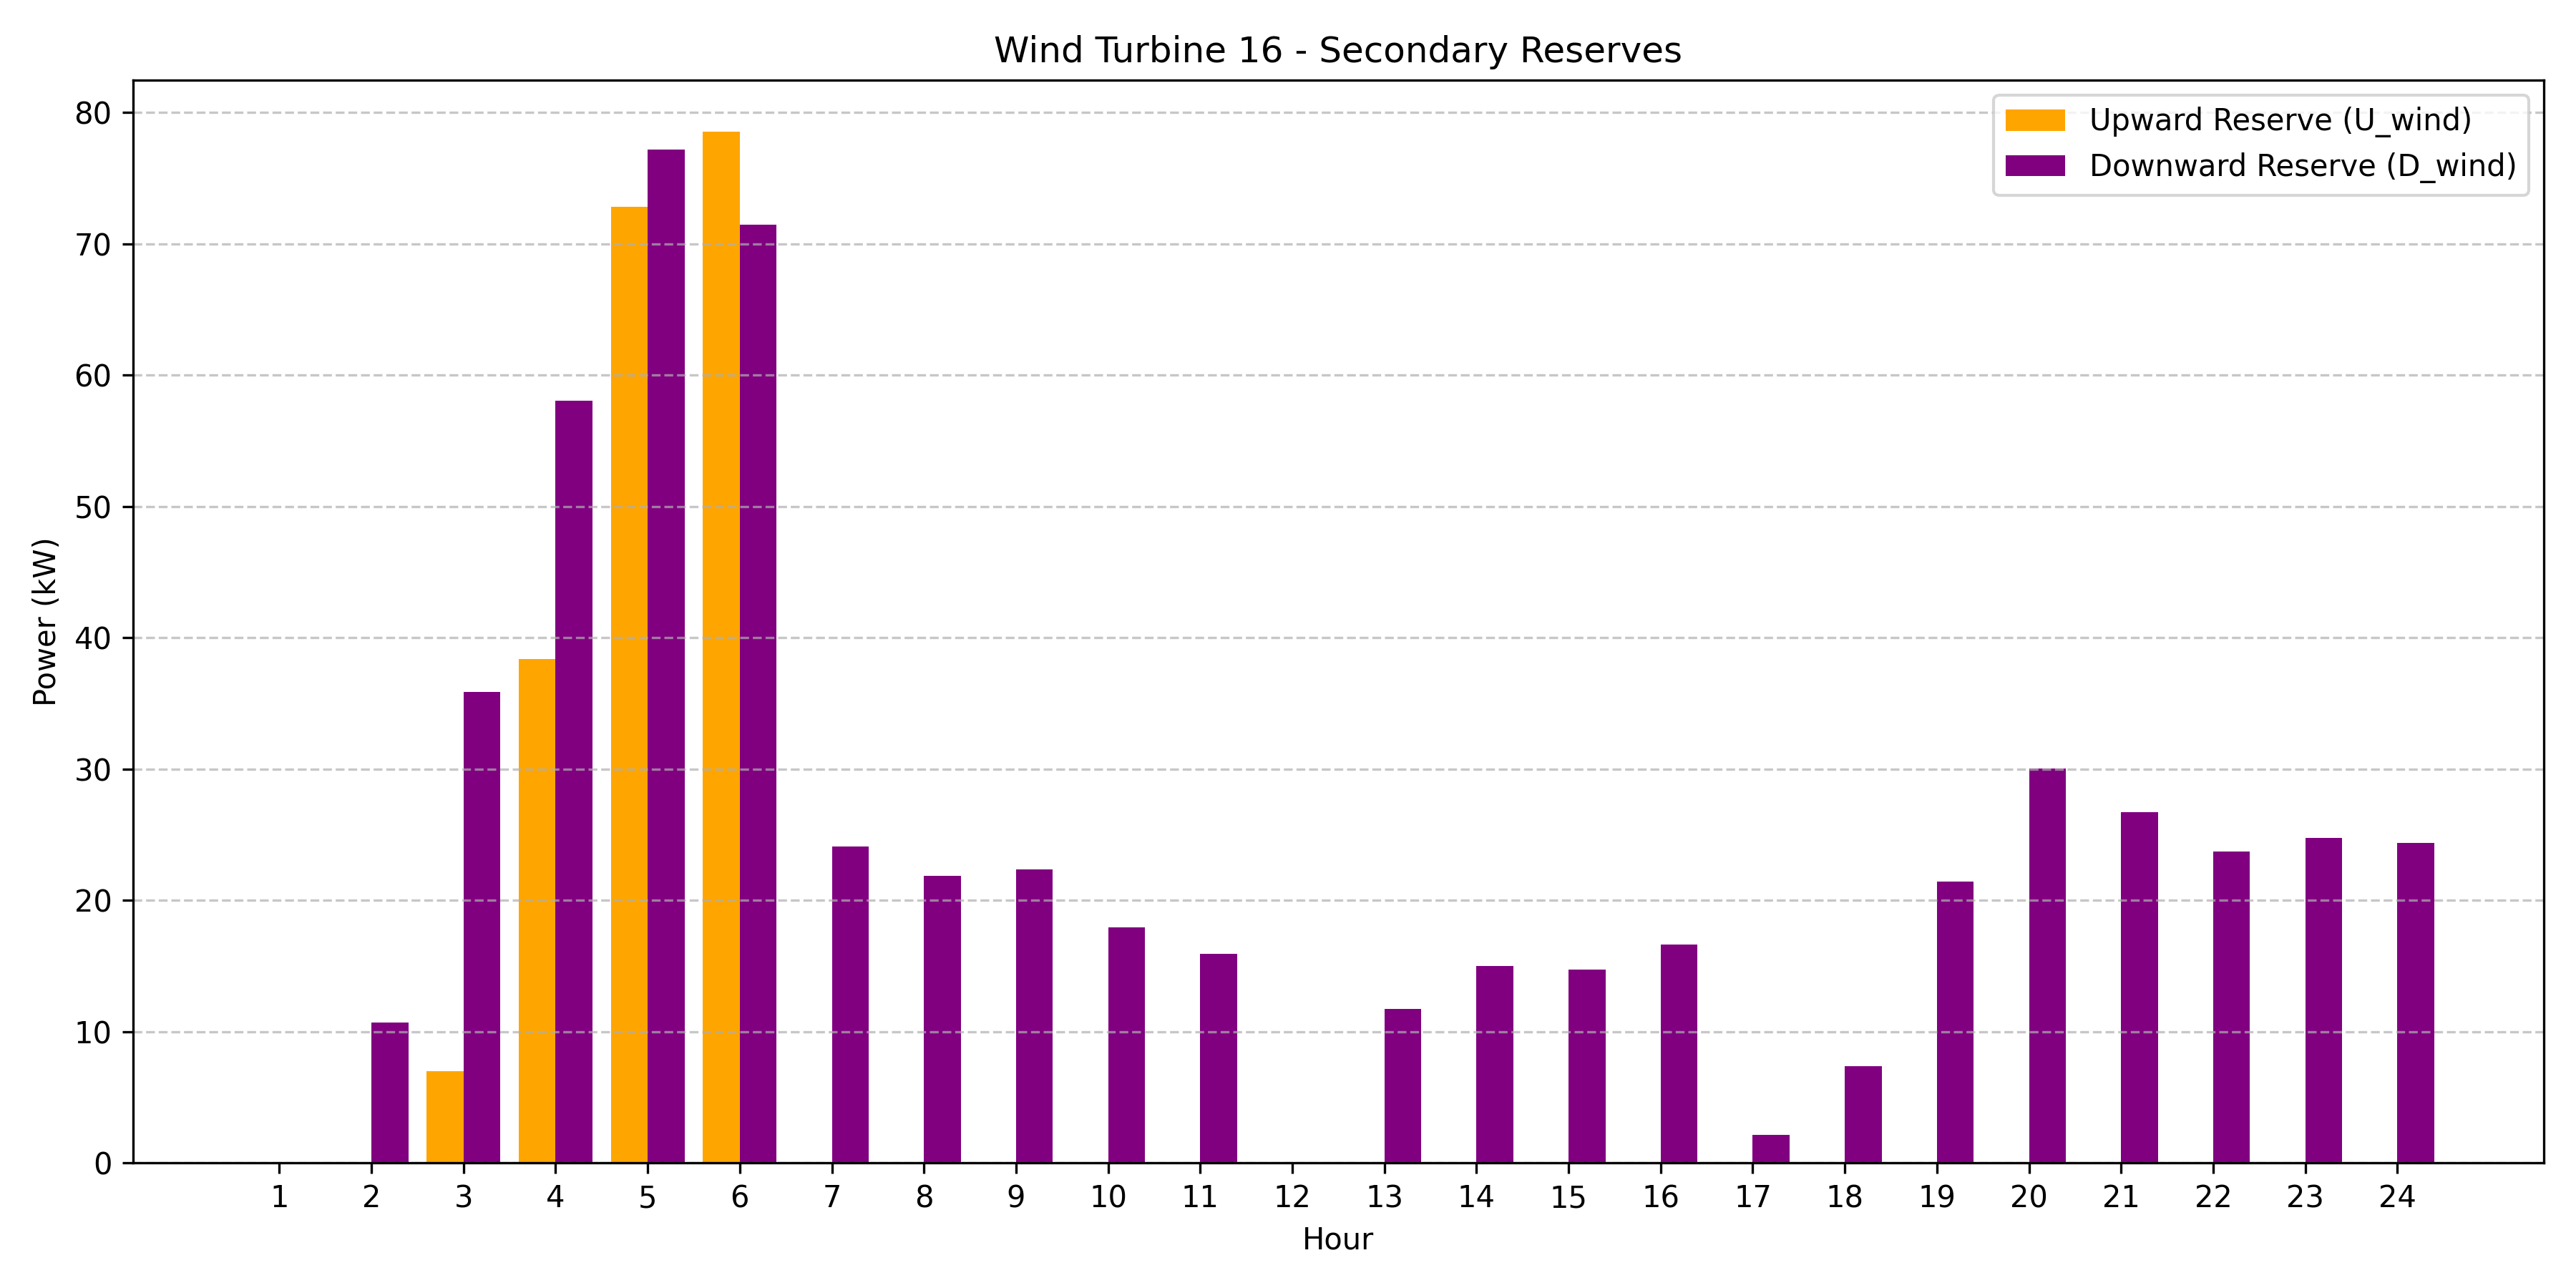 Wind Turbine 16 - Secondary Reserves
Upward Reserve (U_wind)
Downward Reserve (D_wind)
Power (kW)
80
70
60
50
40
30
20
10
0
1 2 3 4 5 6 7 8 9 10 11 12 13 14 15 16 17 18 19 20 21 22 23 24
Hour